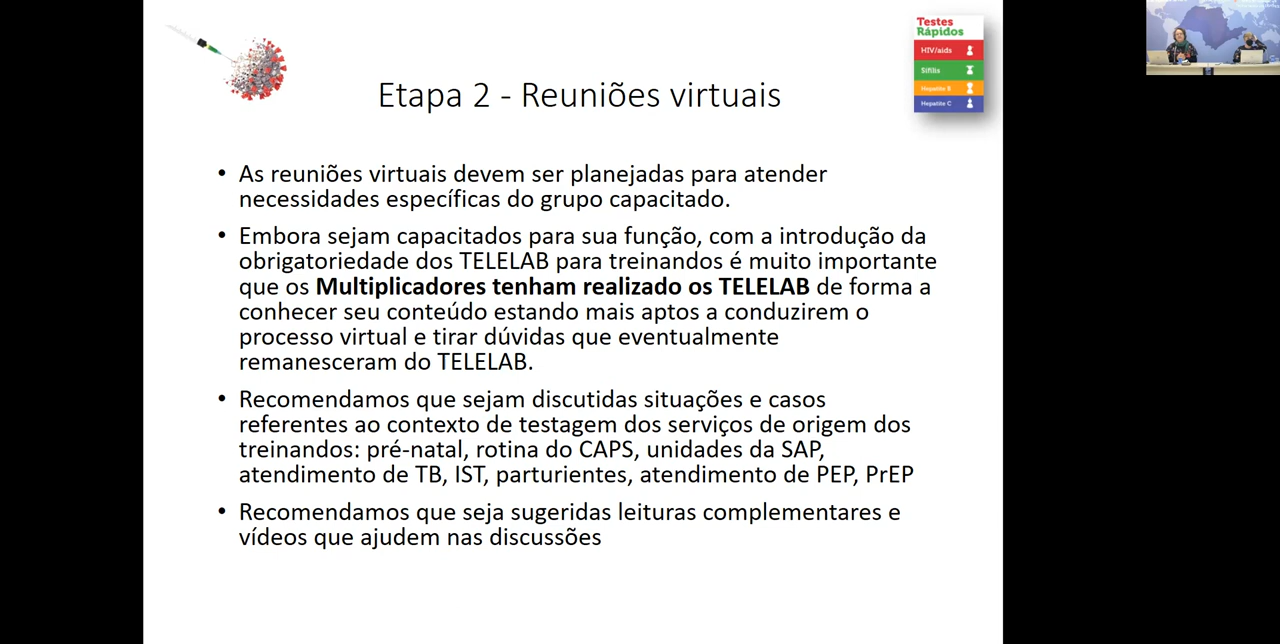 Testes
Rápidos
HIV/aids
Sífilis
Hepatite B
Hepatite C
Etapa 2 - Reuniões virtuais
• As reuniões virtuais devem ser planejadas para atender
necessidades específicas do grupo capacitado.
• Embora sejam capacitados para sua função, com a introdução da
obrigatoriedade dos TELELAB para treinandos é muito importante
que os Multiplicadores tenham realizado os TELELAB de forma a
conhecer seu conteúdo estando mais aptos a conduzirem o
processo virtual e tirar dúvidas que eventualmente
remanesceram do TELELAB.
• Recomendamos que sejam discutidas situações e casos
referentes ao contexto de testagem dos serviços de origem dos
treinandos: pré-natal, rotina do CAPS, unidades da SAP,
atendimento de TB, IST, parturientes, atendimento de PEP, PrEP
• Recomendamos que seja sugeridas leituras complementares e
vídeos que ajudem nas discussões